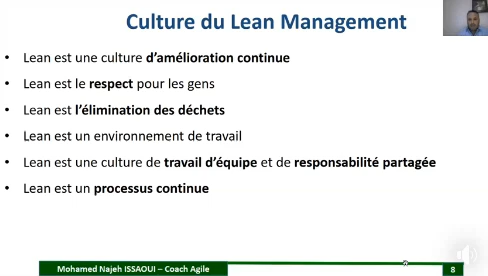 Culture du Lean Management
• Lean est une culture d'amélioration continue
• Lean est le respect pour les gens
• Lean est l'élimination des déchets
• Lean est un environnement de travail
• Lean est une culture de travail d'équipe et de responsabilité partagée
• Lean est un processus continue
Mohamed Najeh ISSAOUI – Coach Agile
8